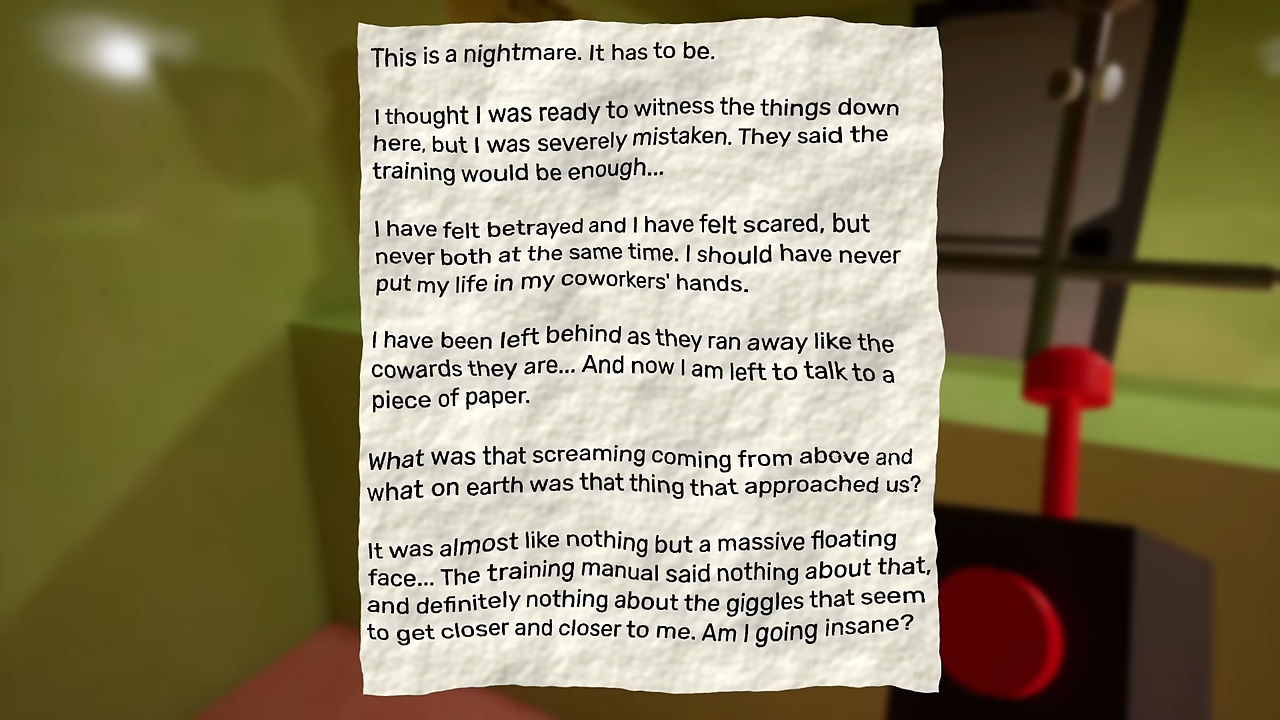 This is a nightmare. It has to be.
I thought I was ready to witness the things down
here, but I was severely mistaken. They said the
training would be enough...
I have felt betrayed and I have felt scared, but
never both at the same time. I should have never
put my life in my coworkers' hands.
I have been left behind as they ran away like the
cowards they are... And now I am left to talk to a
piece of paper.
What was that screaming coming from above and
what on earth was that thing that approached us?
It was almost like nothing but a massive floating
face... The training manual said nothing about that,
and definitely nothing about the giggles that seem
to get closer and closer to me. Am I going insane?